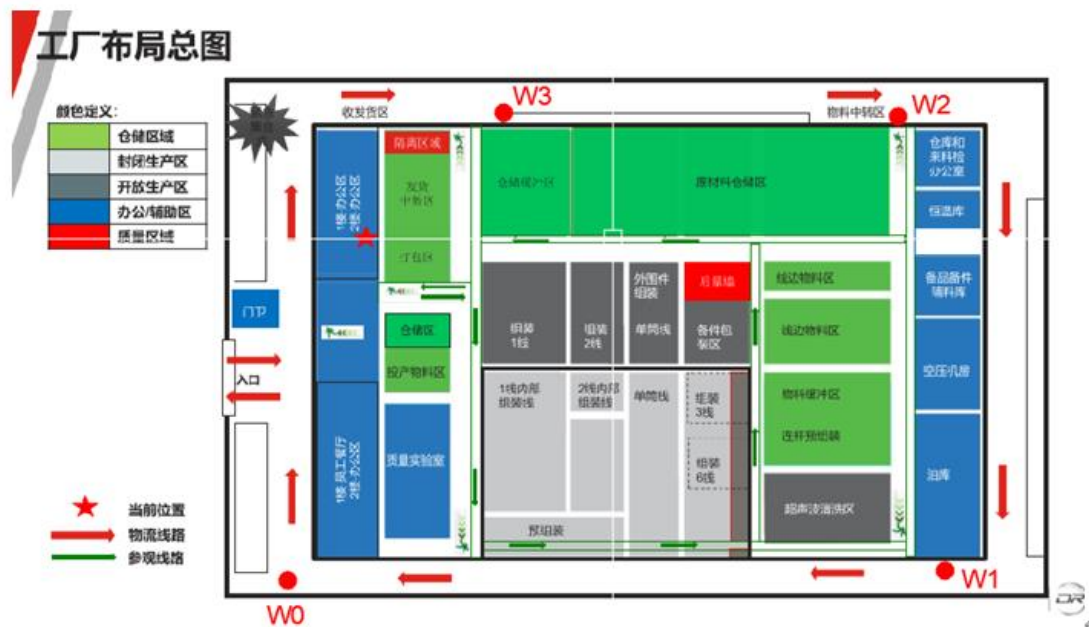 工厂布局总图
颜色定义：
仓储区域
封闭生产区
开放生产区
办公/辅助区
质量区域
收发货区
W3
物料中转区
W2
隔离区域
发货
中转区
打包区
1楼 办公区
2楼 办公区
仓储缓冲区
原材料仓储区
仓库和
来料检
办公室
恒温库
备品备件
辅料库
空压机房
油库
门卫
入口
仓储区
投产物料区
质量实验室
1楼 员工餐厅
2楼 办公区
组装
1线
组装
2线
外围件
组装
单筒线
备件包
装区
线边物料区
线边物料区
物料缓冲区
连杆预组装
超声波清洗区
1线内部
组装线
2线内部
组装线
单筒线
组装
3线
组装
6线
预组装
当前位置
物流线路
参观线路
W0
W1
DR